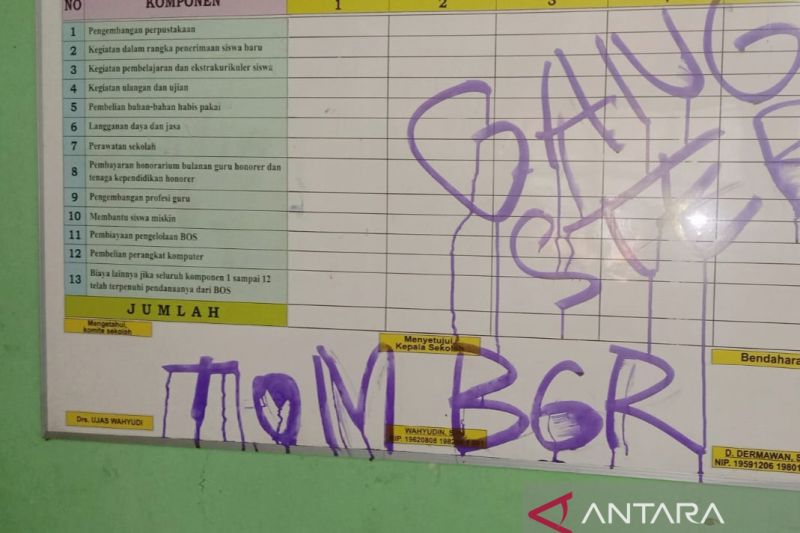 NO KOMPONEN 1 2 3
1 Pengembangan perpustakaan
2 Kegiatan dalam rangka penerimaan siswa baru
3 Kegiatan pembelajaran dan ekstrakurikuler siswa
4 Kegiatan ulangan dan ujian
5 Pembelian bahan-bahan habis pakai
6 Langganan daya dan jasa
7 Perawatan sekolah
8 Pembayaran honorarium bulanan guru honorer dan
tenaga kependidikan honorer
9 Pengembangan profesi guru
10 Membantu siswa miskin
11 Pembiayaan pengelolaan BOS
12 Pembelian perangkat komputer
13 Biaya lainnya jika seluruh komponen 1 sampai 12
telah terpenuhi pendanaanya dari BOS
JUMLAH
GANG
STE
Mengetahui,
komite sekolah
Menyetujui
Kepala Sekolah
Bendahara
TOM BGR
Drs. UJAS WAHYUDI
WAHYUDIN,
NIP. 19620808
D. DERMAWAN, S
NIP. 19591206 19801
ANTARA